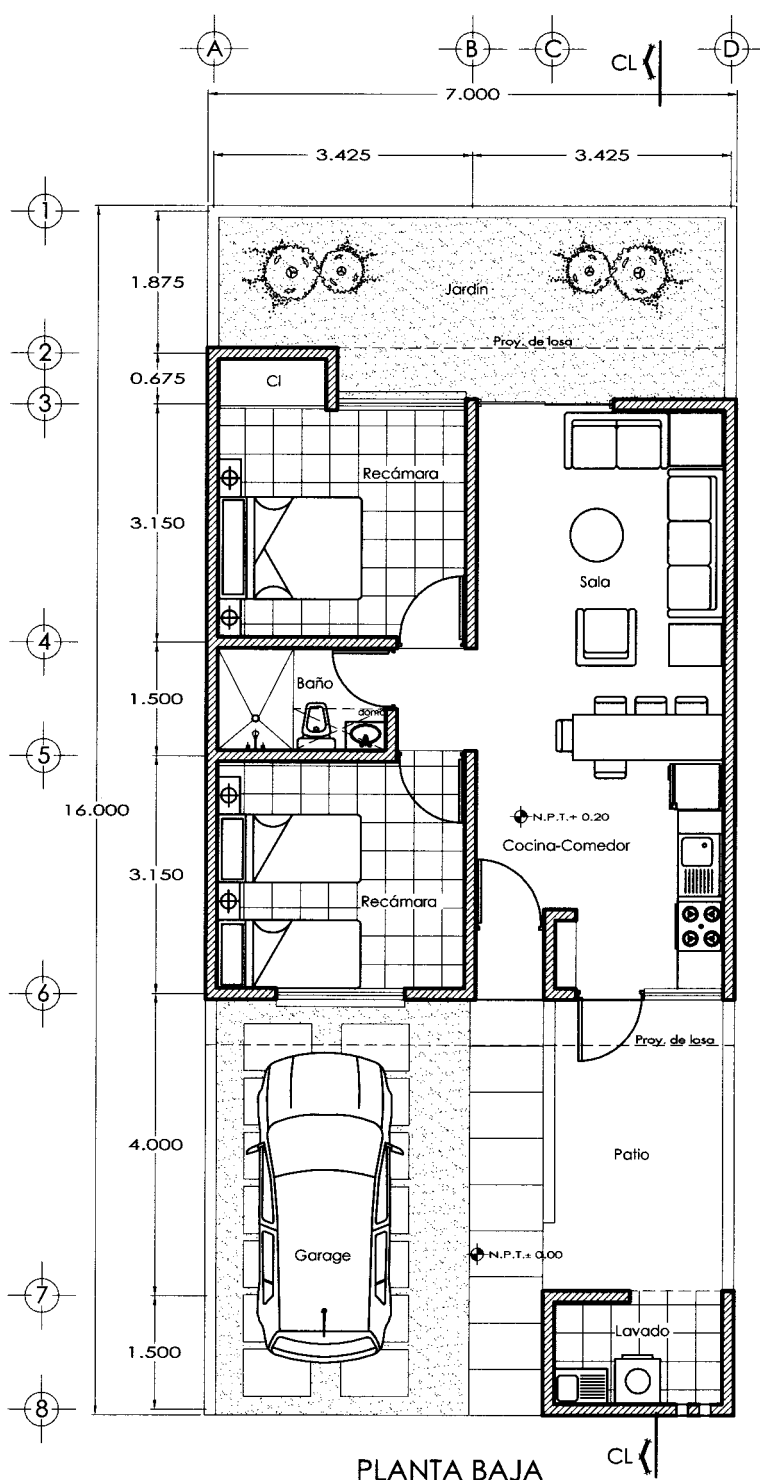 A B C D
CL
7.000
3.425 3.425
1
1.875
Jardín
2
Proy. de losa
0.675
Cl
3
Recámara
3.150
Sala
4
Baño
1.500
domo
5
16.000
N.P.T.+ 0.20
Cocina-Comedor
3.150
Recámara
6
Proy. de losa
4.000
Patio
Garage
N.P.T.± 0.00
7
Lavado
1.500
8
CL
PLANTA BAJA